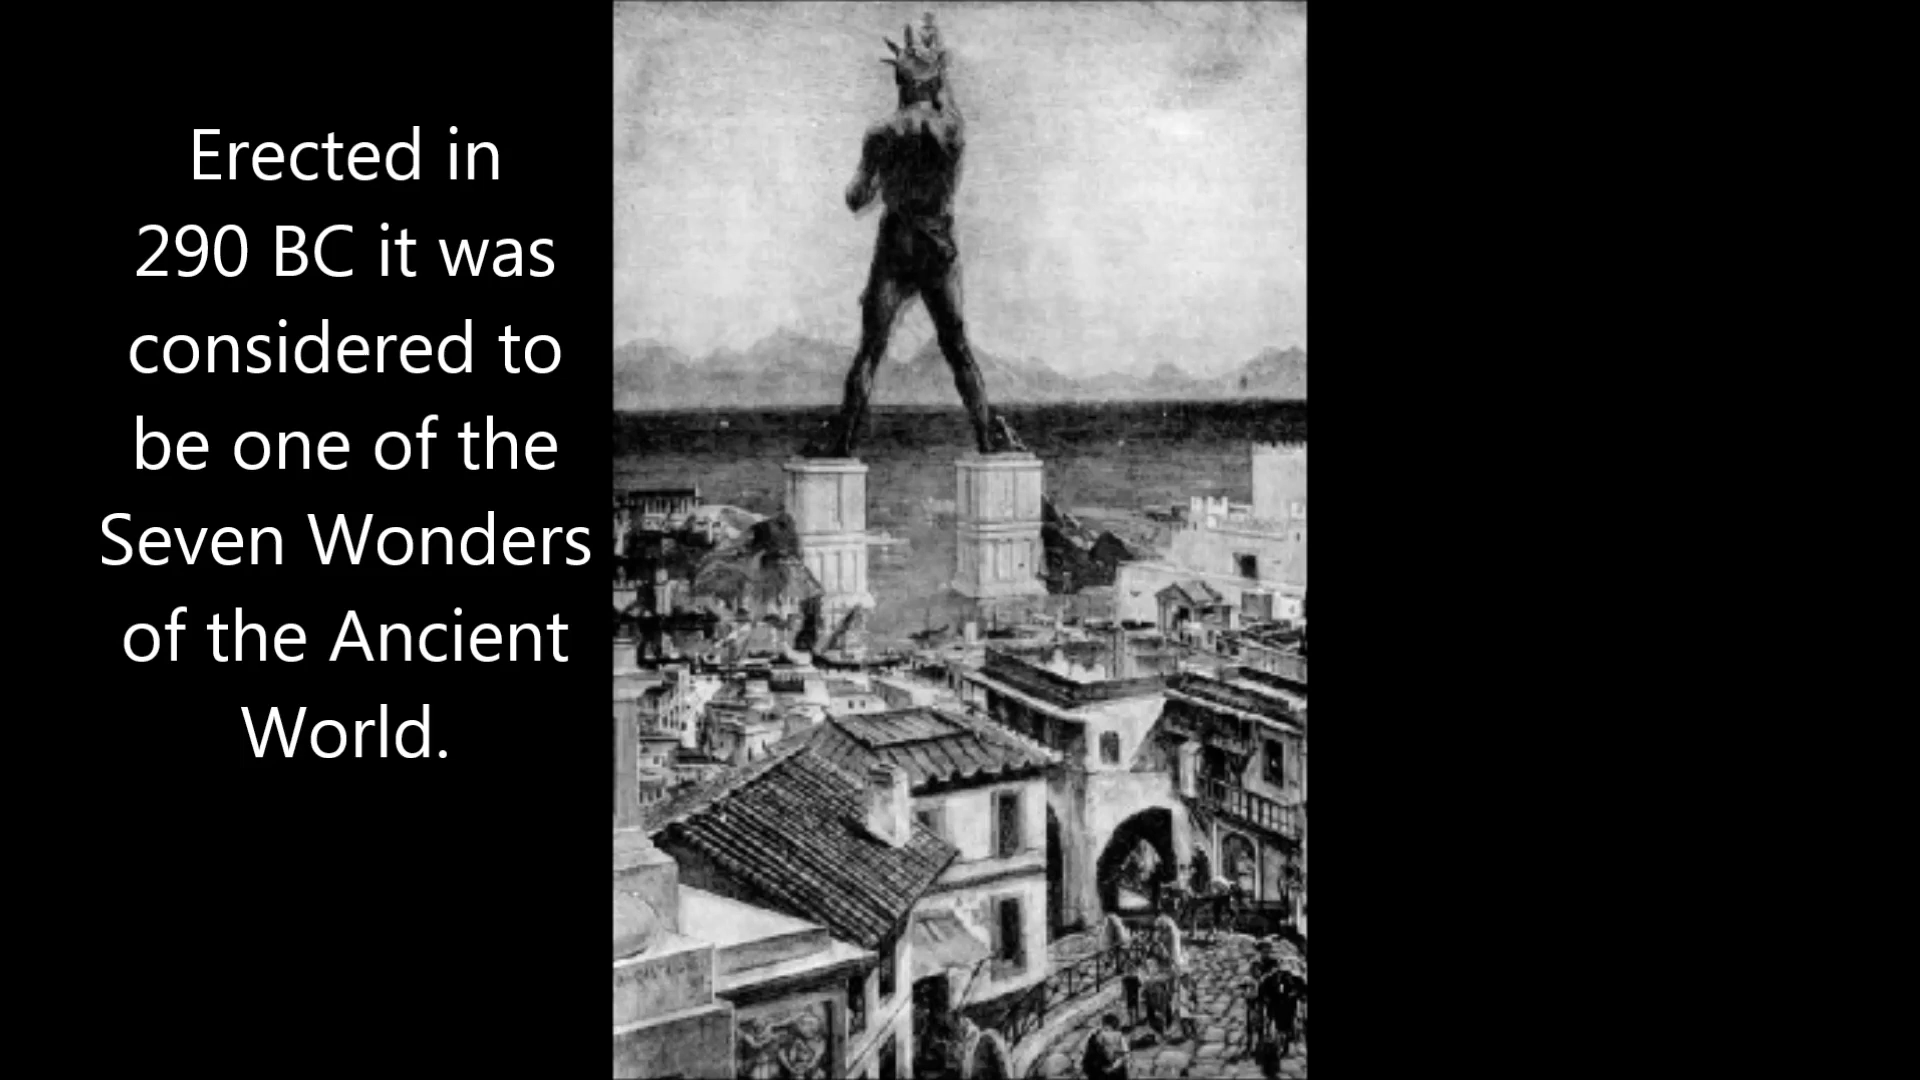 Erected in
290 BC it was
considered to
be one of the
Seven Wonders
of the Ancient
World.